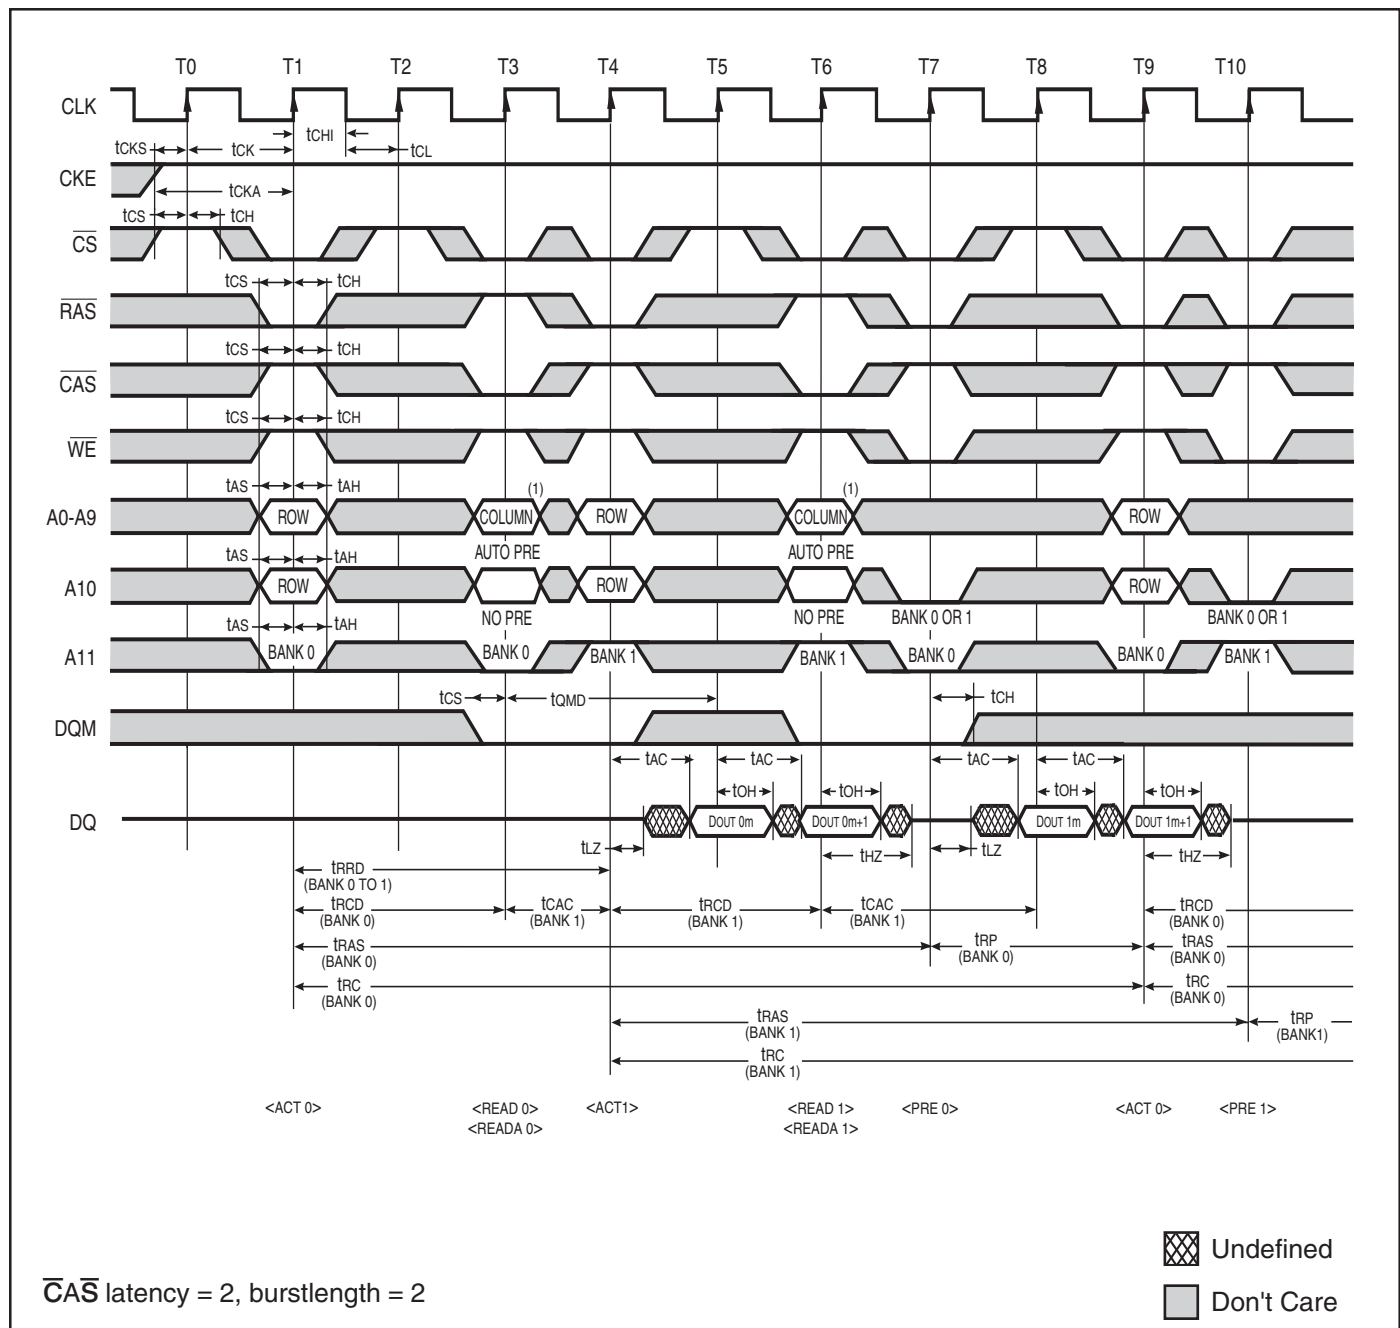 T0 T1 T2 T3 T4 T5 T6 T7 T8 T9 T10
CLK
tCHI
tCKS tCK tCL
CKE
tCKA
tCS tCH
CS
tCS tCH
RAS
tCS tCH
CAS
tCS tCH
WE
tAS tAH (1) (1)
A0-A9 ROW COLUMN ROW COLUMN ROW
tAS tAH AUTO PRE AUTO PRE
A10 ROW ROW ROW
NO PRE NO PRE BANK 0 OR 1 BANK 0 OR 1
tAS tAH
A11 BANK 0 BANK 0 BANK 1 BANK 1 BANK 0 BANK 0 BANK 1
tCS tQMD tCH
DQM
tAC tAC tAC tAC
tOH tOH tOH tOH
DQ DOUT 0m DOUT 0m+1 DOUT 1m DOUT 1m+1
tLZ tHZ tLZ tHZ
tRRD
(BANK 0 TO 1)
tRCD tCAC tRCD tCAC tRCD
(BANK 0) (BANK 1) (BANK 1) (BANK 1) (BANK 0)
tRAS tRP tRAS
(BANK 0) (BANK 0) (BANK 0)
tRC tRC
(BANK 0) (BANK 0)
tRAS tRP
(BANK 1) (BANK1)
tRC
(BANK 1)
<ACT 0> <READ 0> <ACT1> <READ 1> <PRE 0> <ACT 0> <PRE 1>
<READA 0> <READA 1>
Undefined
CAS latency = 2, burstlength = 2
Don't Care